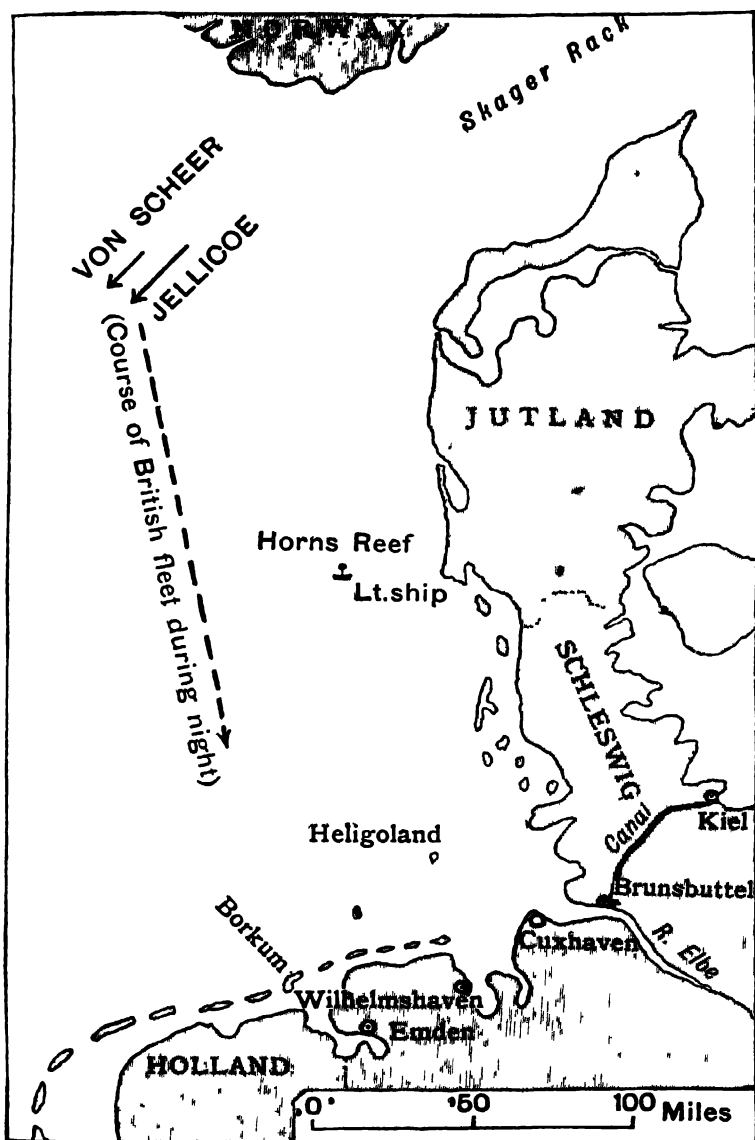 NORWAY
Skager Rack
VON SCHEER
JELLICOE
(Course of British fleet during night)
JUTLAND
Horns Reef
Lt.ship
SCHLESWIG
Canal
Kiel
Heligoland
Brunsbuttel
Borkum
Cuxhaven
R. Elbe
Wilhelmshaven
Emden
HOLLAND
0 50 100 Miles